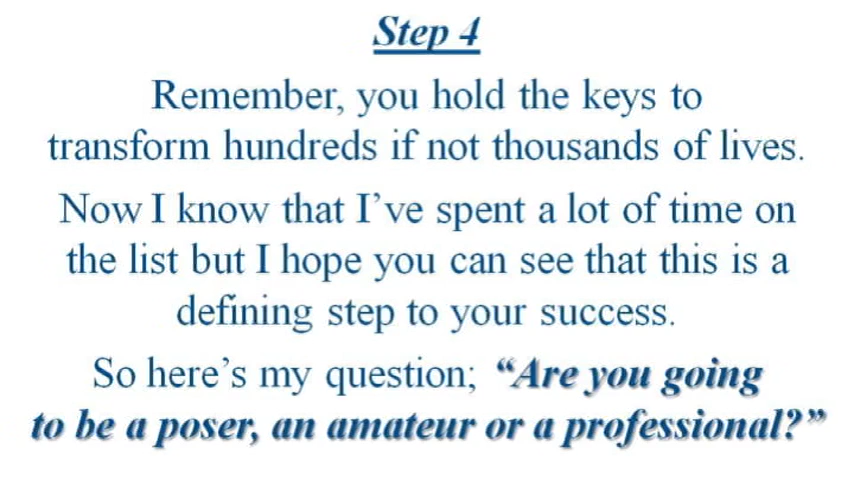 Step 4
Remember, you hold the keys to
transform hundreds if not thousands of lives.
Now I know that I’ve spent a lot of time on
the list but I hope you can see that this is a
defining step to your success.
So here’s my question; “Are you going
to be a poser, an amateur or a professional?”